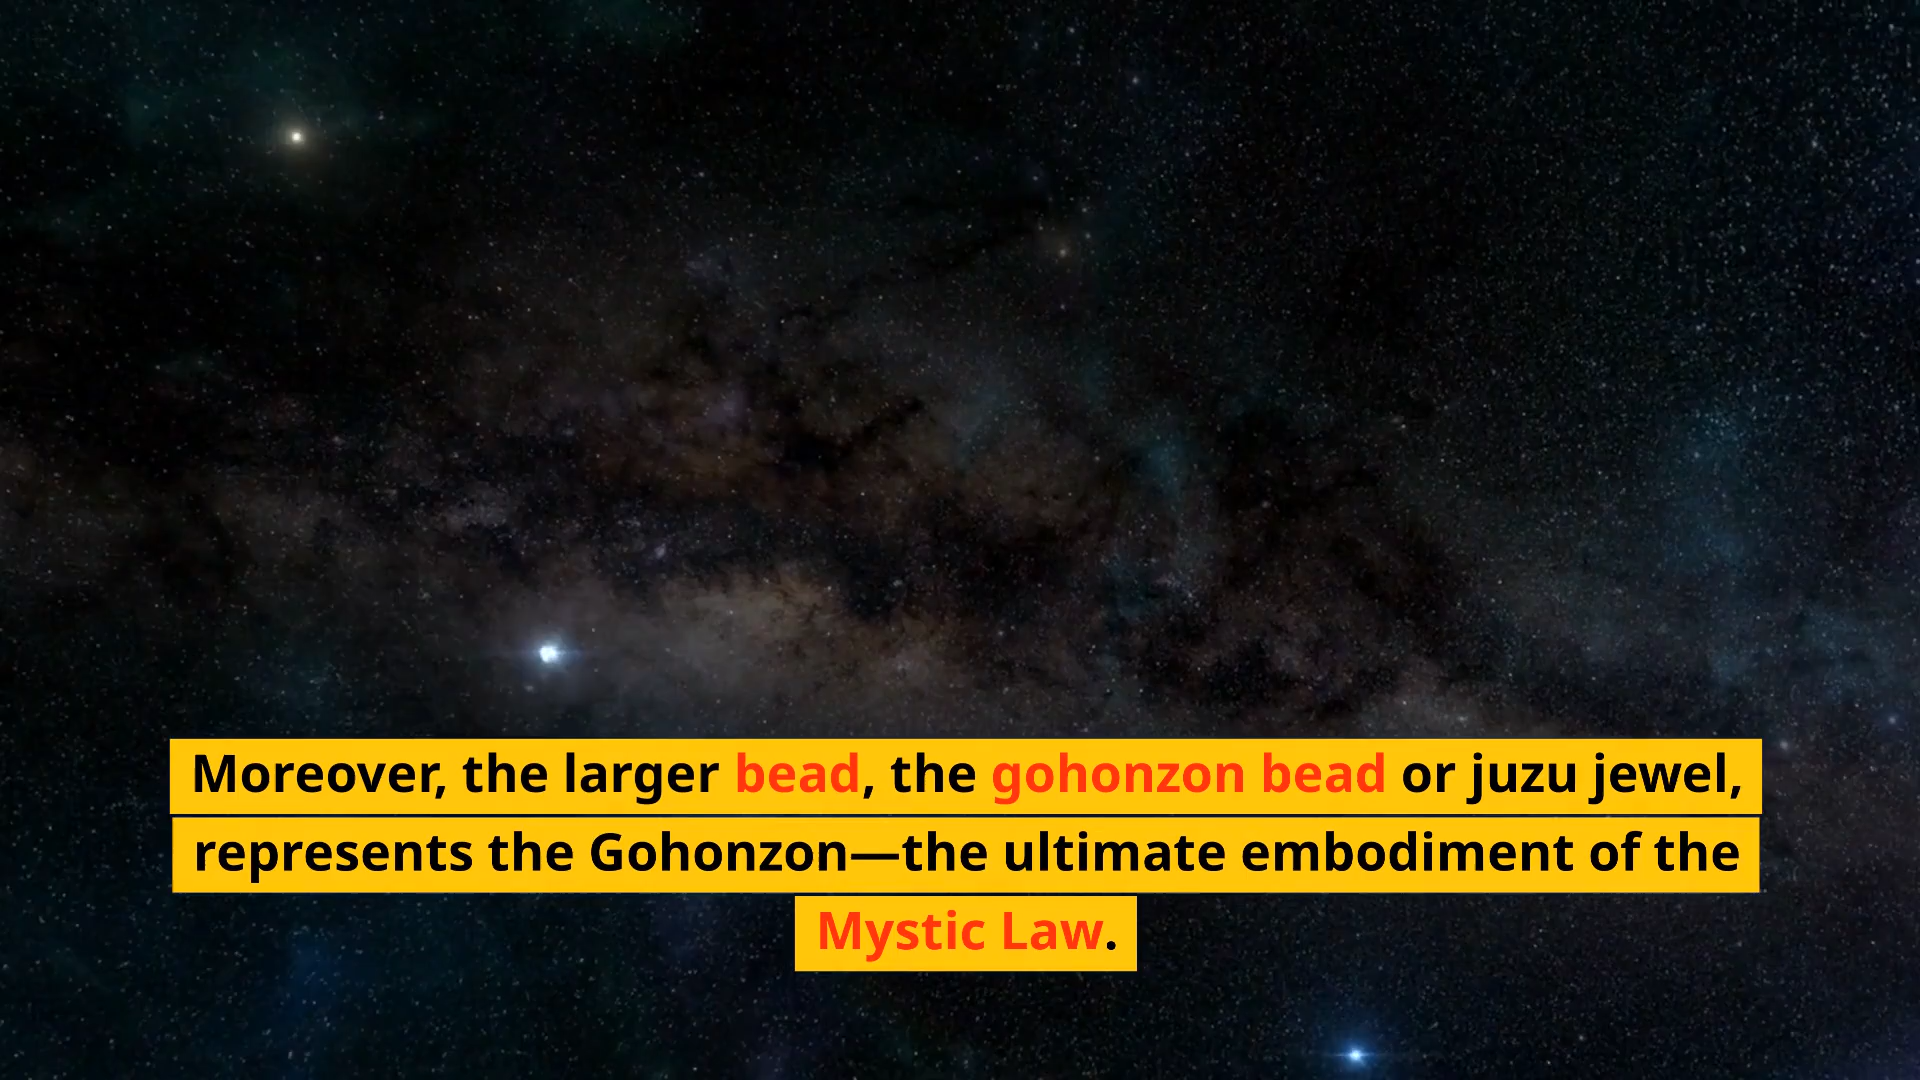 Moreover, the larger bead, the gohonzon bead or juzu jewel,
represents the Gohonzon—the ultimate embodiment of the
Mystic Law.